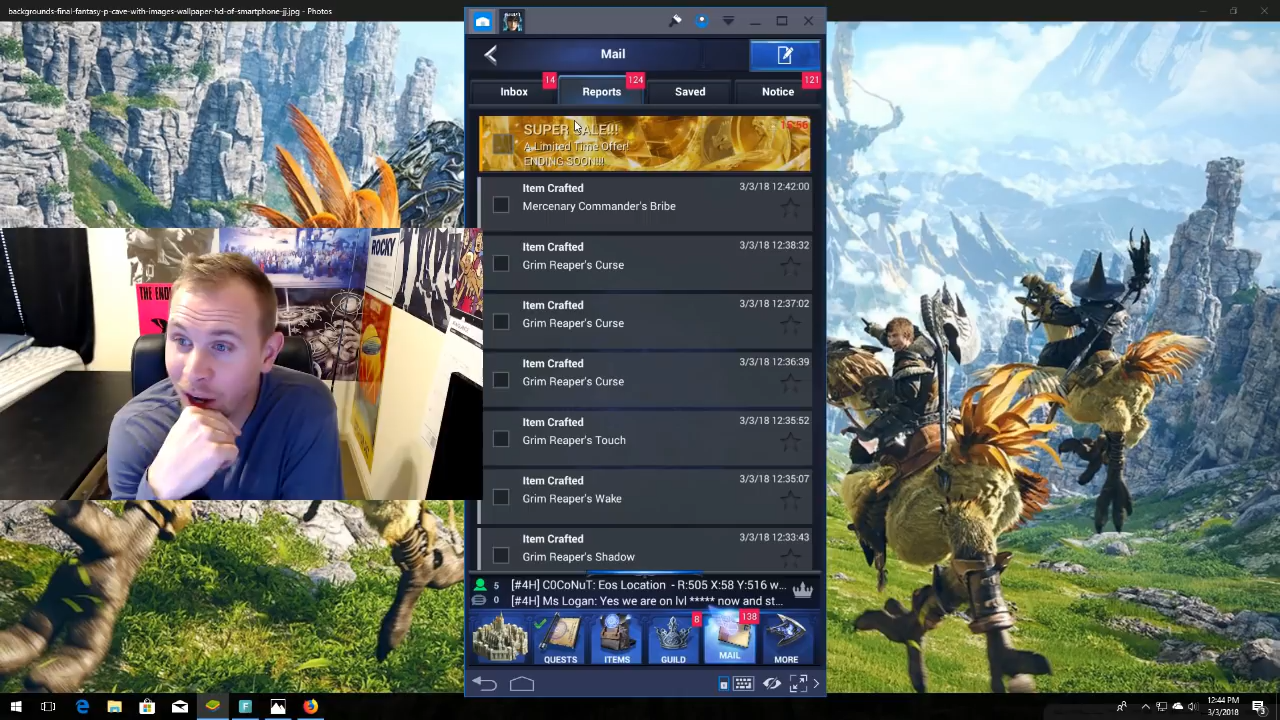 backgrounds-final-fantasy-p-cave-with-images-wallpaper-hd-of-smartphone-jj.jpg - Photos
Mail
Inbox
14
Reports
124
Saved
Notice
121
SUPER SALE!!!
A Limited Time Offer!
ENDING SOON!!!
15:56
Item Crafted
3/3/18 12:42:00
Mercenary Commander's Bribe
Item Crafted
3/3/18 12:38:32
Grim Reaper's Curse
Item Crafted
3/3/18 12:37:02
Grim Reaper's Curse
Item Crafted
3/3/18 12:36:39
Grim Reaper's Curse
Item Crafted
3/3/18 12:35:52
Grim Reaper's Touch
Item Crafted
3/3/18 12:35:07
Grim Reaper's Wake
Item Crafted
3/3/18 12:33:43
Grim Reaper's Shadow
5 [#4H] C0CoNuT: Eos Location - R:505 X:58 Y:516 w...
0 [#4H] Ms Logan: Yes we are on lvl ***** now and st...
QUESTS
ITEMS
8
GUILD
138
MAIL
MORE
ROCKY
THE END
12:44 PM
3/3/2018